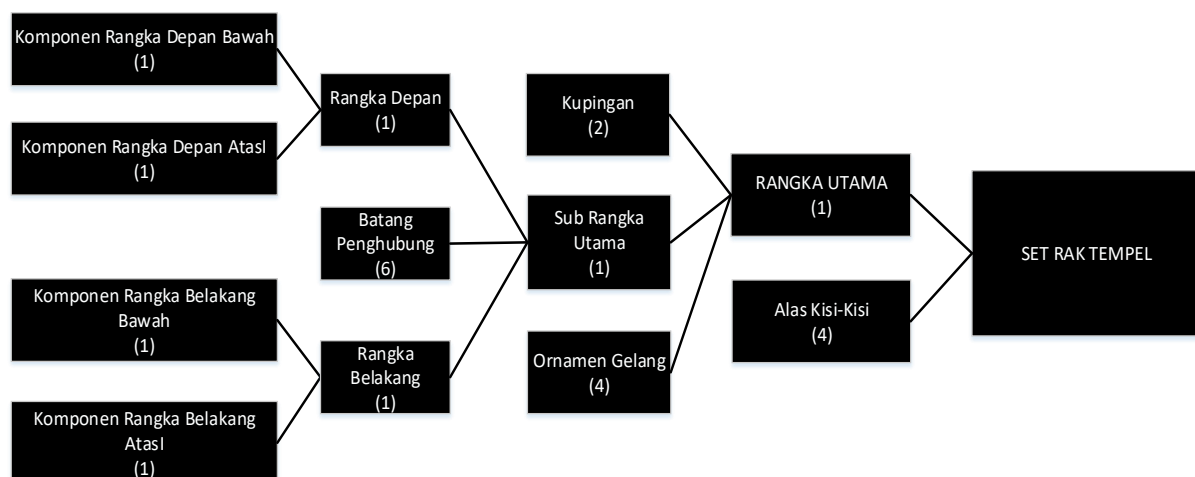 Komponen Rangka Depan Bawah
(1)
Komponen Rangka Depan AtasI
(1)
Komponen Rangka Belakang
Bawah
(1)
Komponen Rangka Belakang
AtasI
(1)
Rangka Depan
(1)
Batang
Penghubung
(6)
Rangka
Belakang
(1)
Kupingan
(2)
Sub Rangka
Utama
(1)
Ornamen Gelang
(4)
RANGKA UTAMA
(1)
Alas Kisi-Kisi
(4)
SET RAK TEMPEL